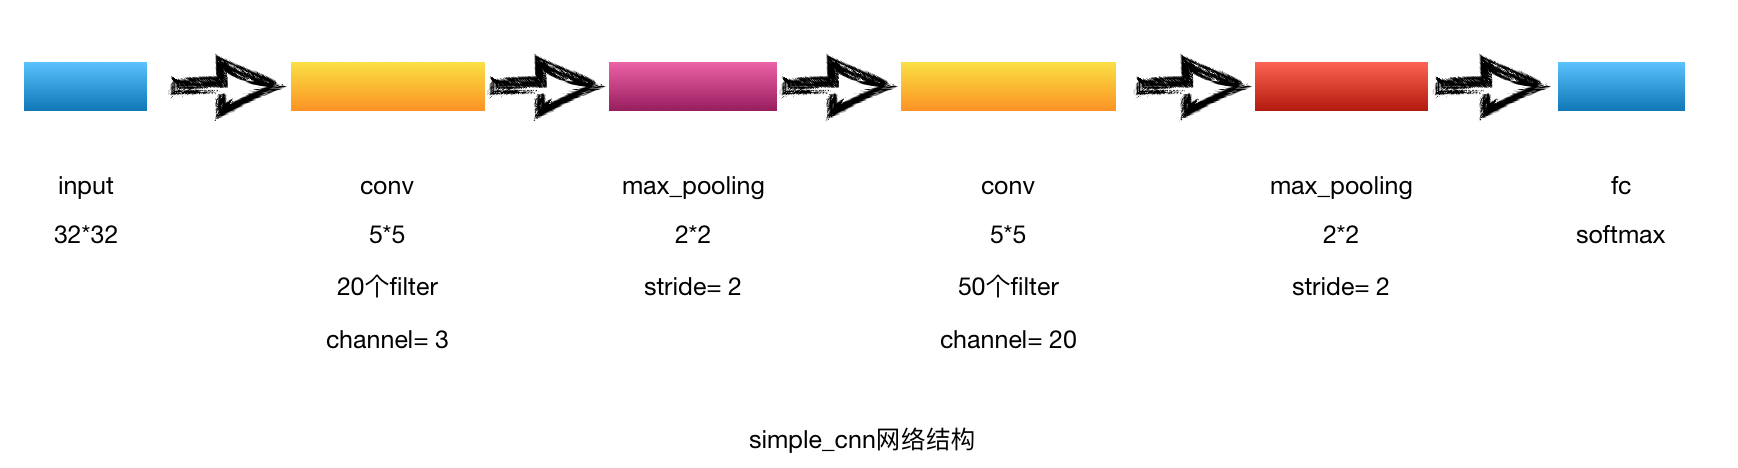 input
32*32
conv
5*5
20个filter
channel= 3
max_pooling
2*2
stride= 2
conv
5*5
50个filter
channel= 20
max_pooling
2*2
stride= 2
fc
softmax
simple_cnn网络结构